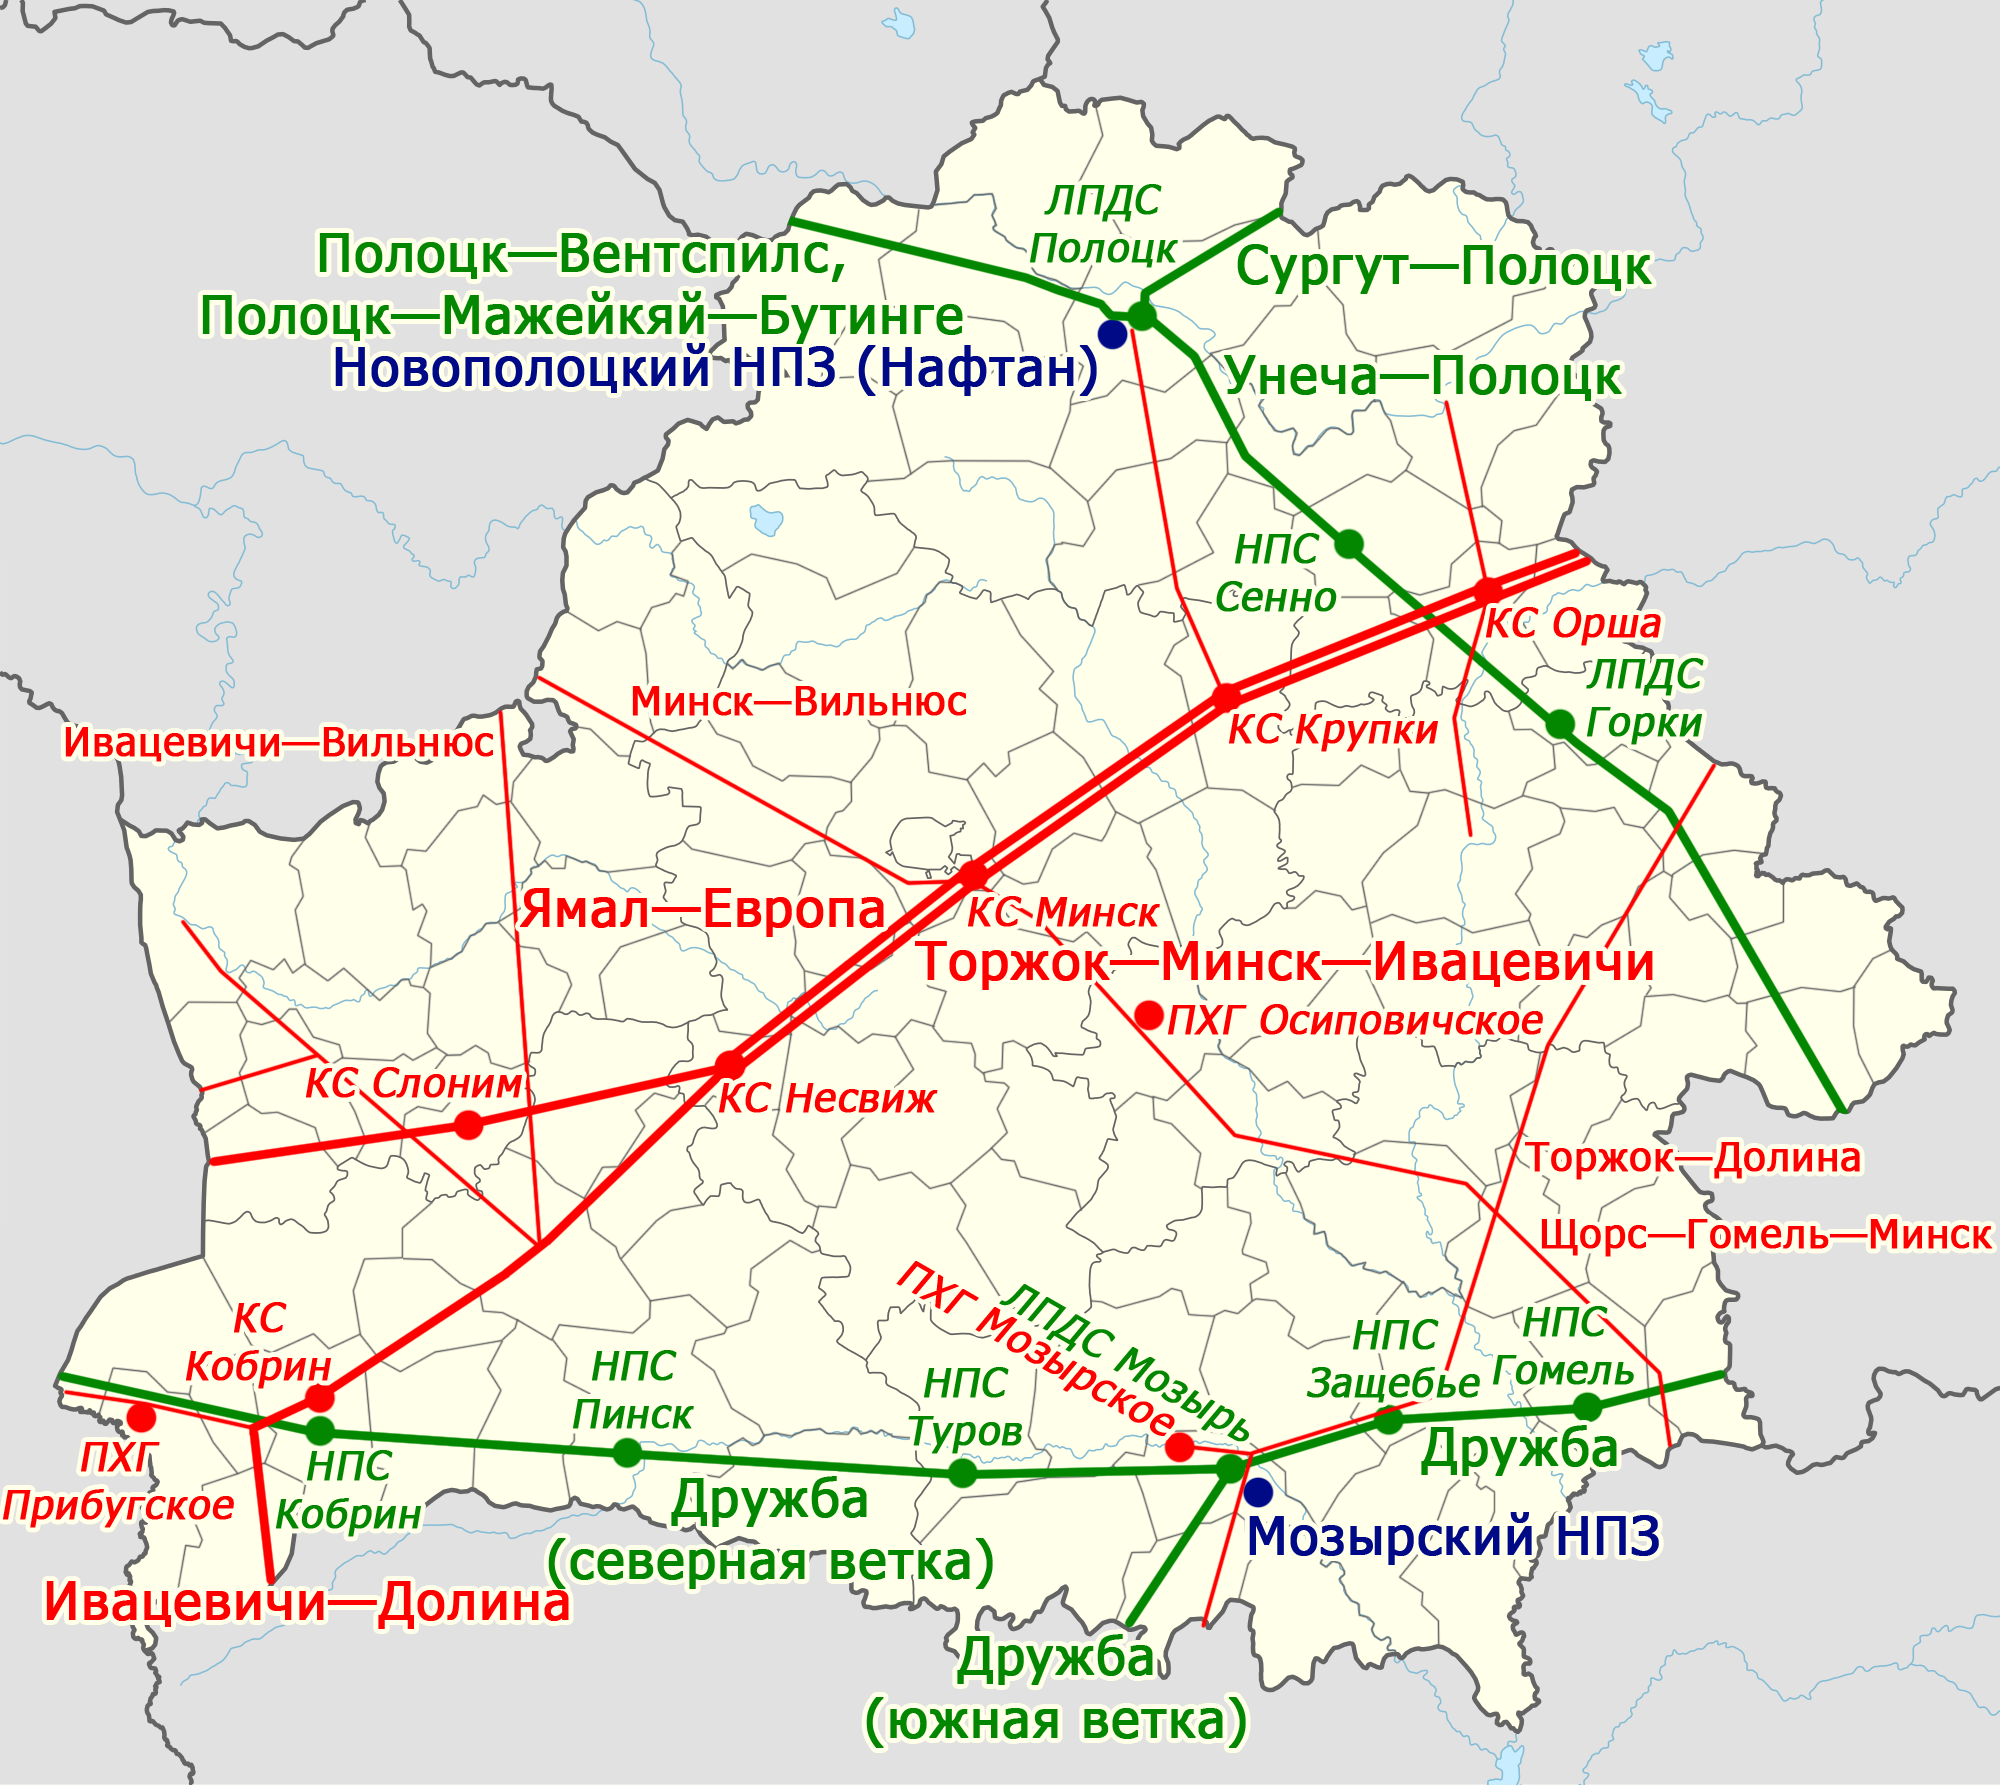 ЛПДС
Полоцк
Полоцк—Вентспилс,
Полоцк—Мажейкяй—Бутинге
Новополоцкий НПЗ (Нафтан)
Сургут—Полоцк
Унеча—Полоцк
НПС
Сенно
КС Орша
ЛПДС
Горки
Минск—Вильнюс
КС Крупки
Ивацевичи—Вильнюс
Ямал—Европа
КС Минск
Торжок—Минск—Ивацевичи
ПХГ Осиповичское
КС Слоним
КС Несвиж
Торжок—Долина
Щорс—Гомель—Минск
КС
Кобрин
НПС
Пинск
НПС
Туров
ПХГ Мозырское
ЛПДС Мозырь
НПС
Защебье
НПС
Гомель
Дружба
ПХГ
Прибугское
НПС
Кобрин
Дружба
(северная ветка)
Мозырский НПЗ
Ивацевичи—Долина
Дружба
(южная ветка)